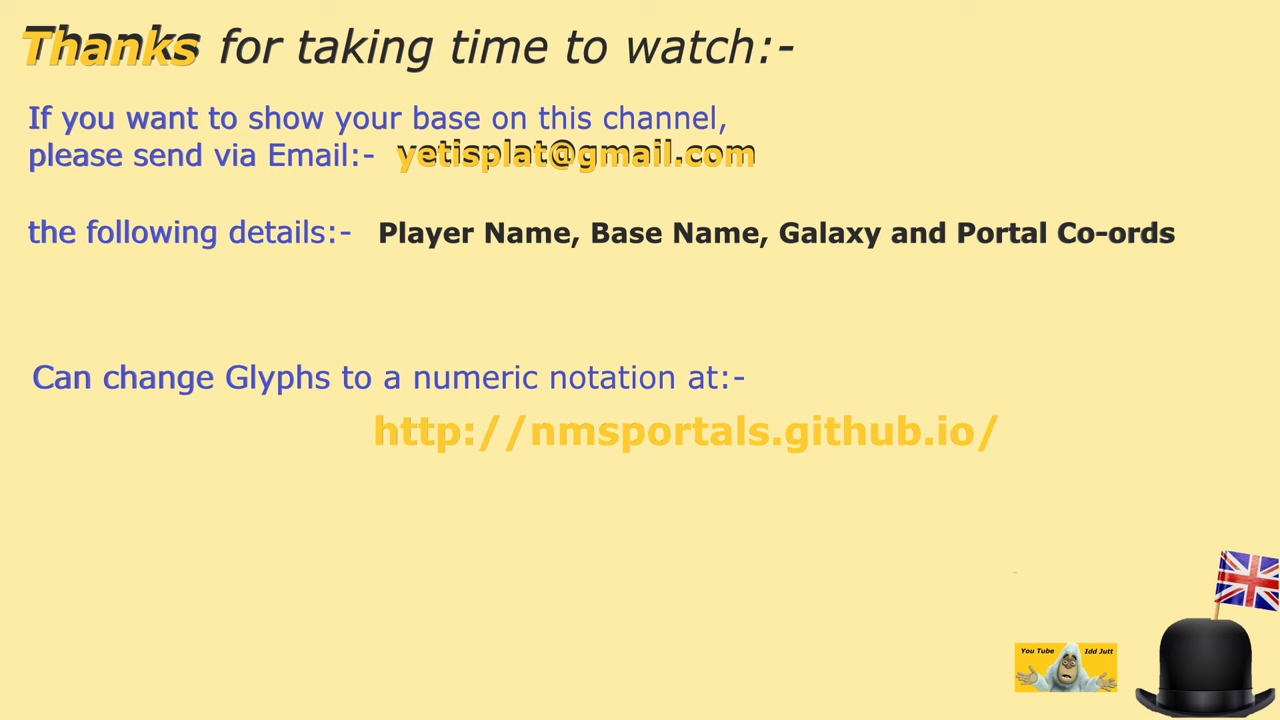 Thanks for taking time to watch:-
If you want to show your base on this channel,
please send via Email:- yetisplat@gmail.com
the following details:- Player Name, Base Name, Galaxy and Portal Co-ords
Can change Glyphs to a numeric notation at:-
http://nmsportals.github.io/
You Tube Idd Jutt